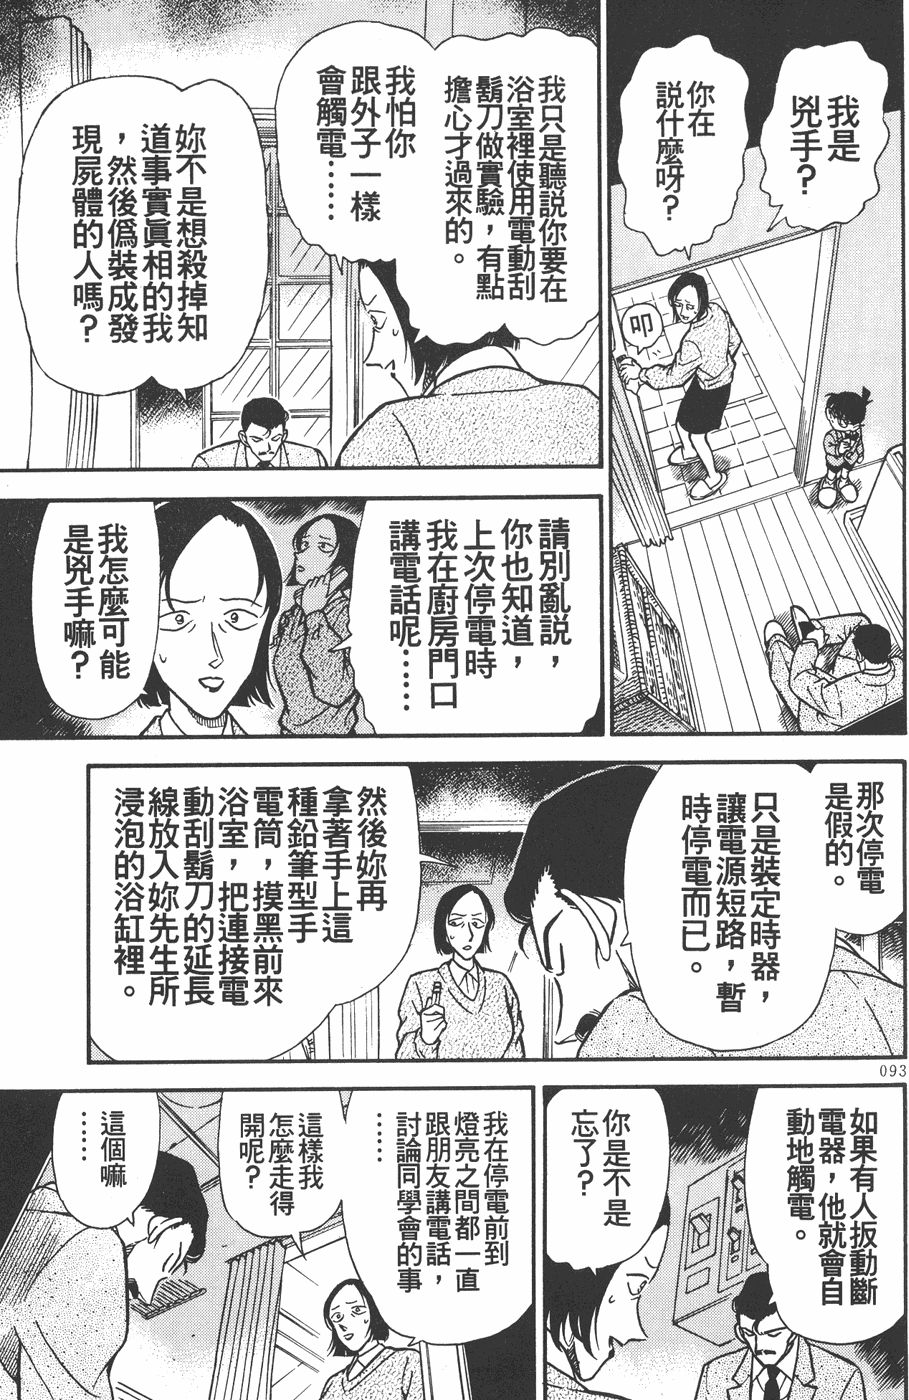 我是
兇手？
你在
說什麼呀？
叩
我只是聽說你要在
浴室裡使用電動刮
鬍刀做實驗，有點
擔心才過來的。
我怕你
跟外子一樣
會觸電……
妳不是想殺掉知
道事實真相的我
，然後偽裝成發
現屍體的人嗎？
請別亂說，
你也知道，
上次停電時
我在廚房門口
講電話呢……
我怎麼可能
是兇手嘛？
那次停電
是假的。
只是裝定時器，
讓電源短路，暫
時停電而已。
然後妳再
拿著手上這
種鉛筆型手
電筒，摸黑前來
浴室，把連接電
動刮鬍刀的延長
線放入妳先生所
浸泡的浴缸裡。
093
如果有人扳動斷
電器，他就會自
動地觸電。
你是不是
忘了？
我在停電前到
燈亮之間都一直
跟朋友講電話，
討論同學會的事
……
這樣我
怎麼走得
開呢？
這個嘛
……